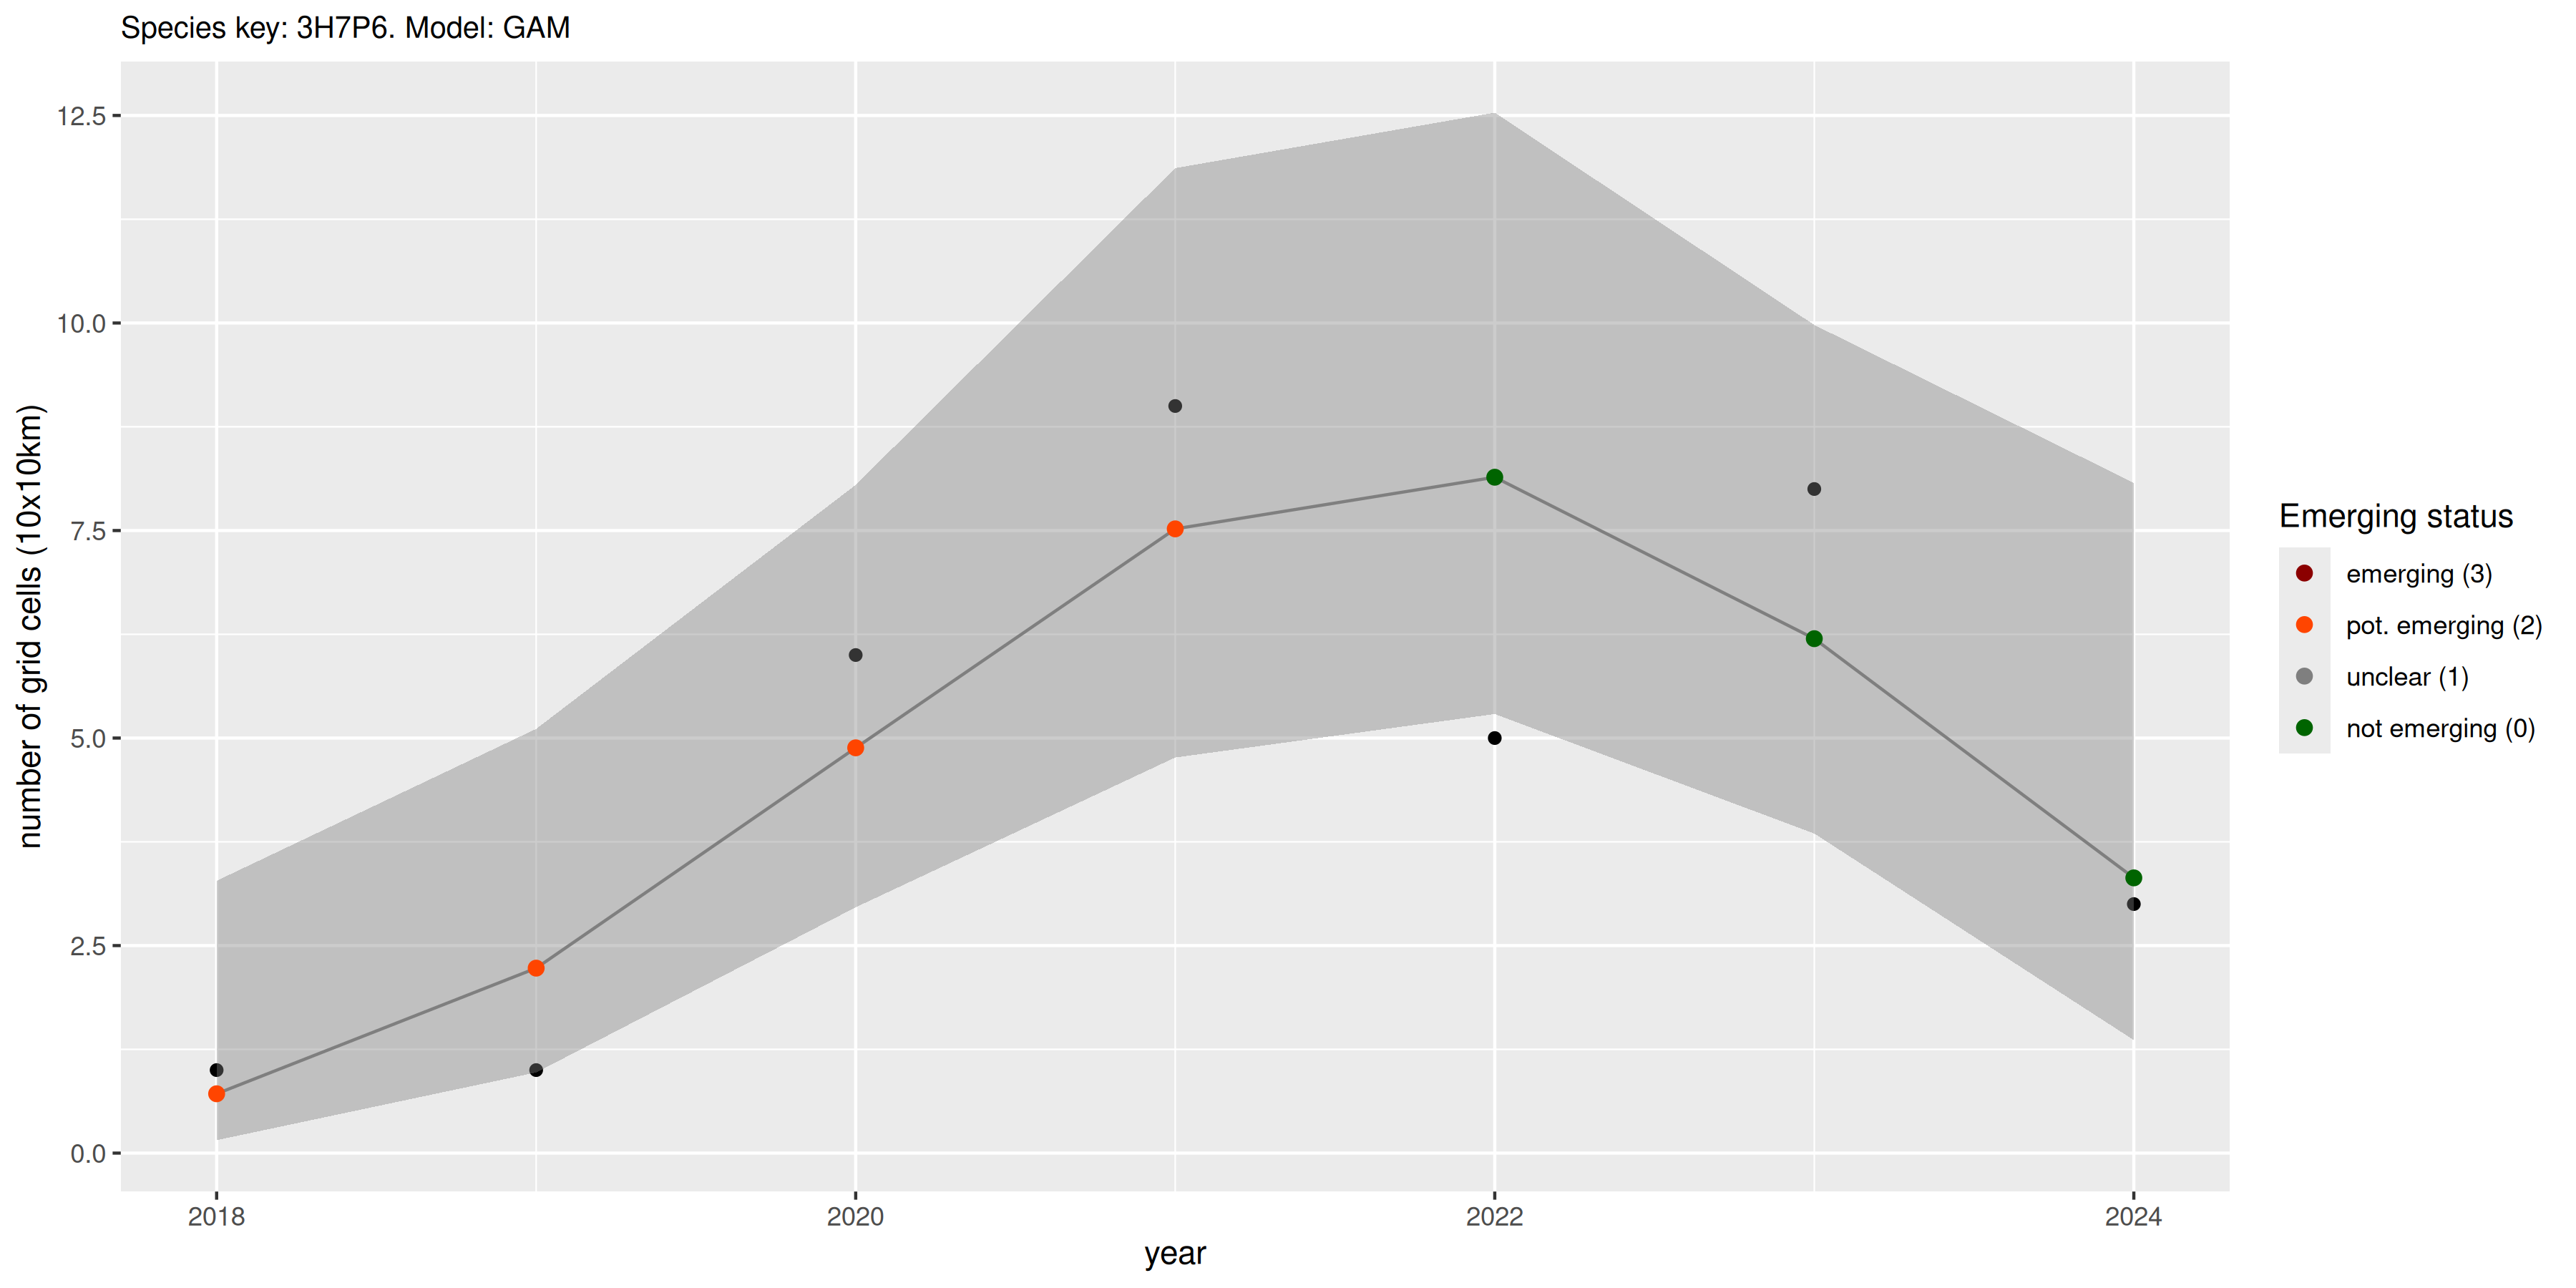 Species key: 3H7P6. Model: GAM
number of grid cells (10x10km)
12.5
10.0
7.5
5.0
2.5
0.0
2018
2020
2022
2024
year
Emerging status
emerging (3)
pot. emerging (2)
unclear (1)
not emerging (0)